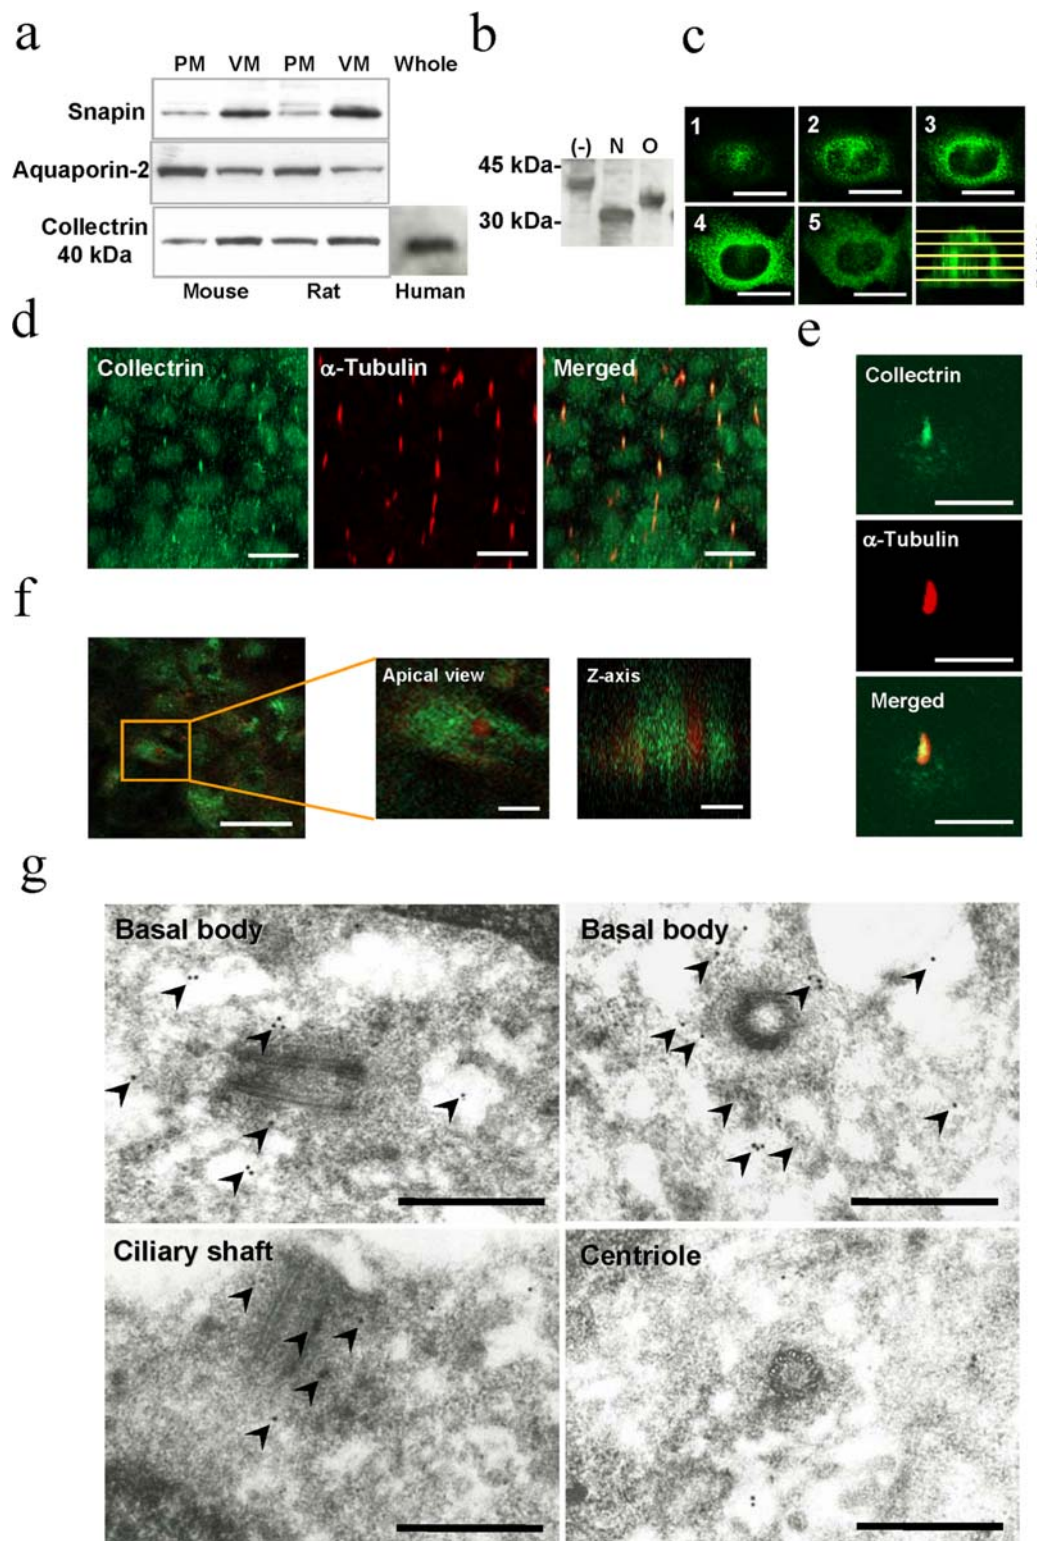 a
PM VM PM VM Whole
Snapin
Aquaporin-2
Collectrin
40 kDa
Mouse Rat Human
b
(-) N O
45 kDa-
30 kDa-
c
1 2 3
4 5
d
Collectrin α-Tubulin Merged
e
Collectrin
α-Tubulin
Merged
f
Apical view Z-axis
g
Basal body Basal body
Ciliary shaft Centriole